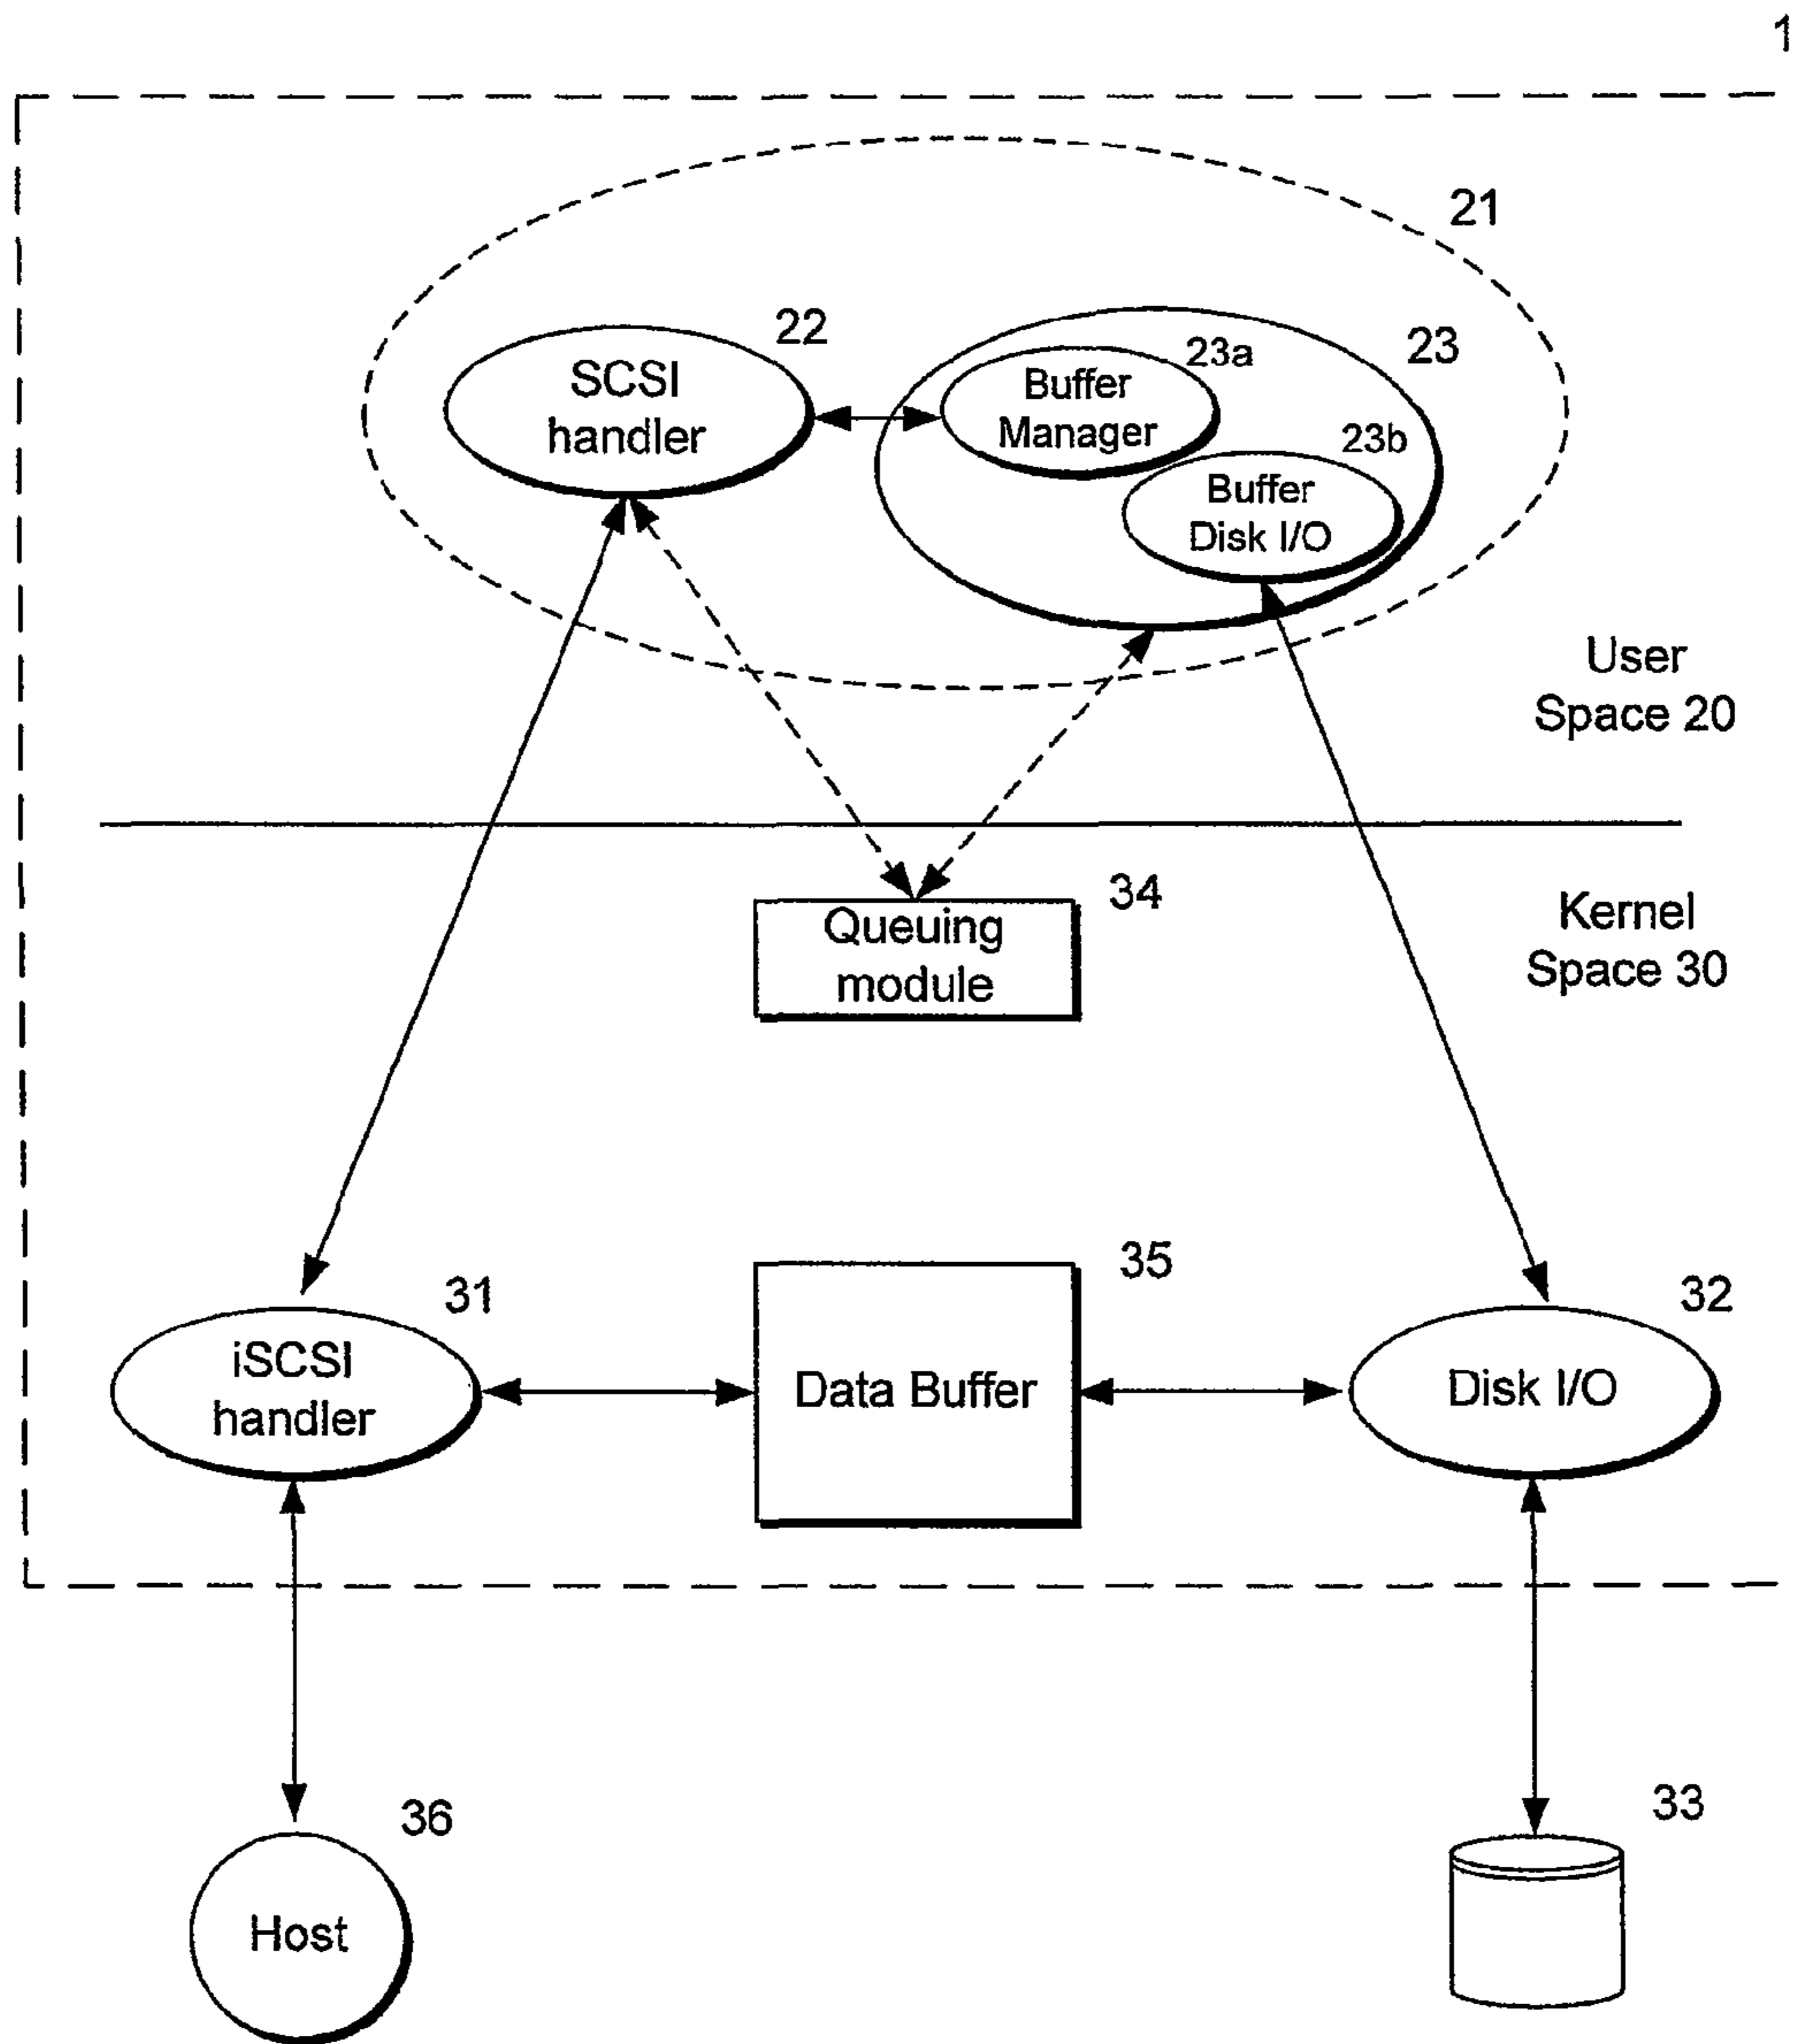 1
21
22
SCSI
handler
23
23a
Buffer
Manager
23b
Buffer
Disk I/O
User
Space 20
34
Queuing
module
Kernel
Space 30
31
iSCSI
handler
35
Data Buffer
32
Disk I/O
36
Host
33